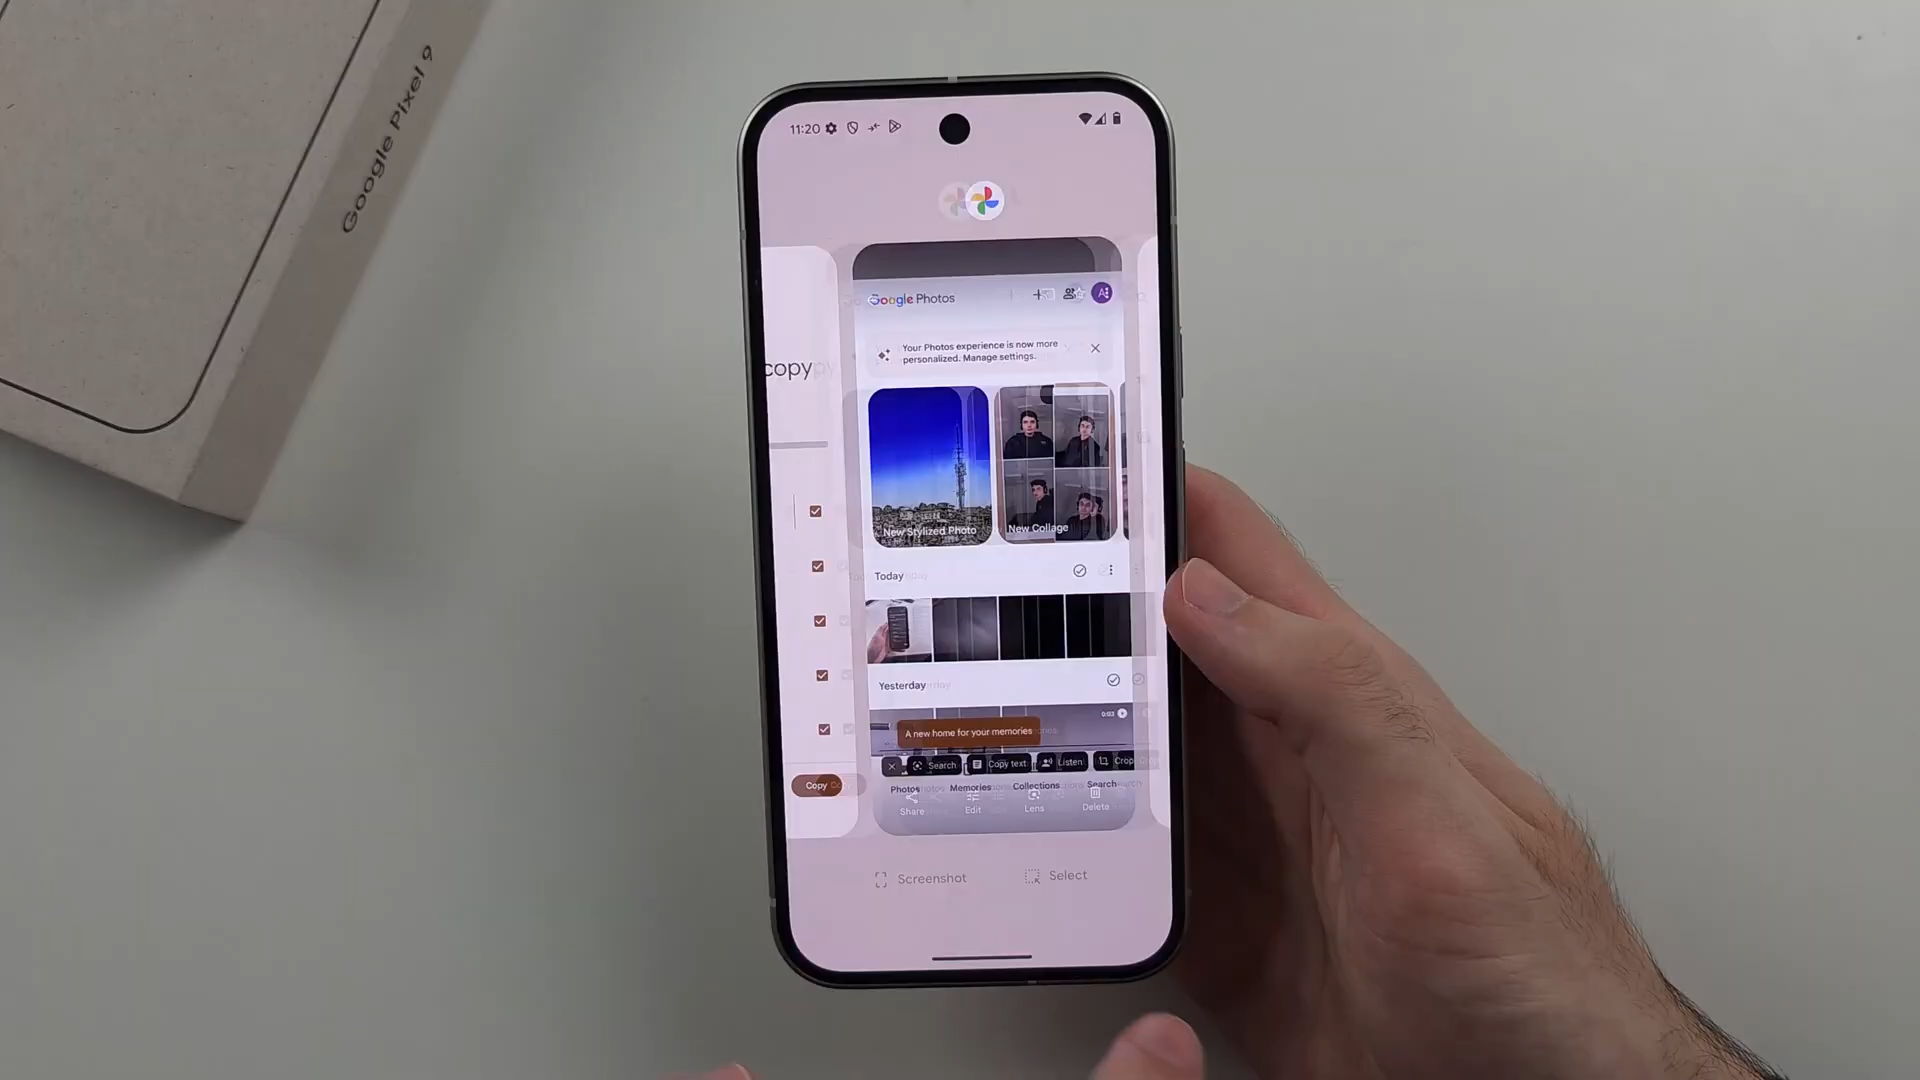 Google Pixel 9
11:20
copy
Google Photos
A
Your Photos experience is now more
personalized. Manage settings.
New Stylized Photo
New Collage
Today
Yesterday
0:03
A new home for your memories
Search
Copy text
Listen
Crop
Copy
Photos
Memories
Collections
Search
Share
Edit
Lens
Delete
Screenshot
Select